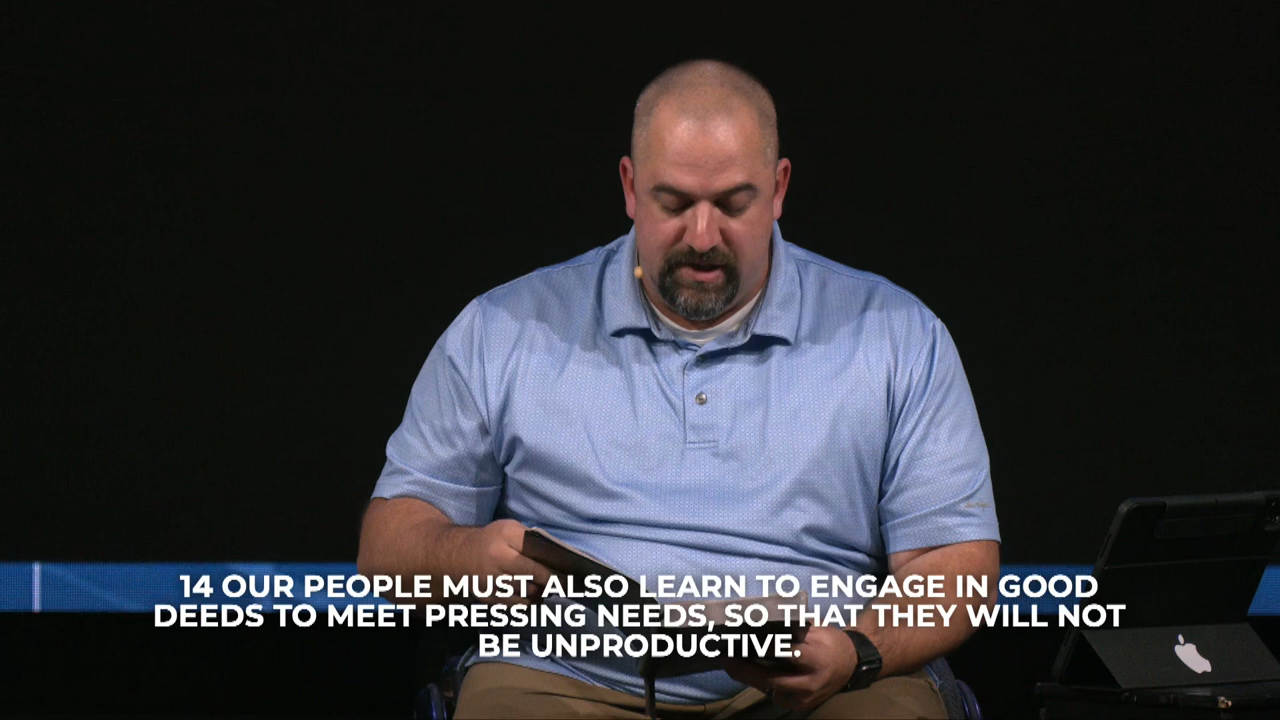 14 OUR PEOPLE MUST ALSO LEARN TO ENGAGE IN GOOD
DEEDS TO MEET PRESSING NEEDS, SO THAT THEY WILL NOT
BE UNPRODUCTIVE.